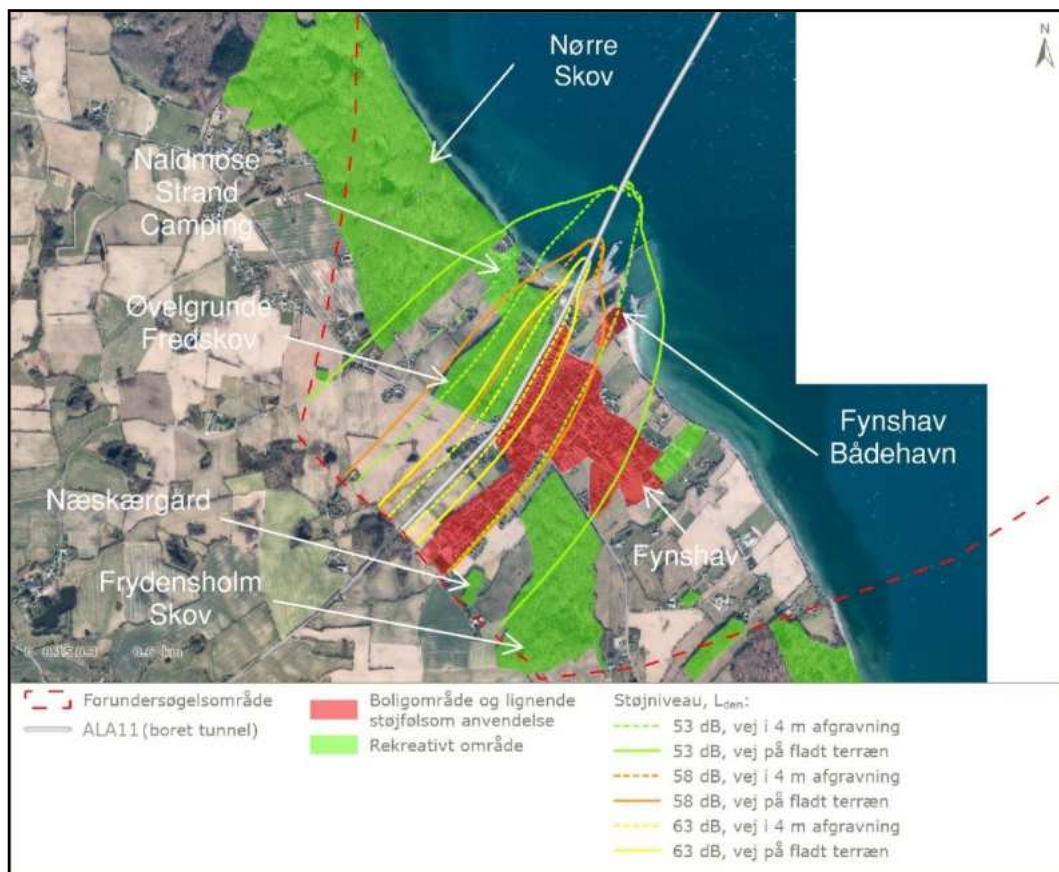 N
Nørre
Skov
Naldmose
Strand
Camping
Øvelgrunde
Fredskov
Fynshav
Bådehavn
Næskærgård
Fynshav
Frydensholm
Skov
km
Forundersøgelsesområde
ALA11 (boret tunnel)
Boligområde og lignende
støjfølsom anvendelse
Rekreativt område
Støjniveau, Lden:
53 dB, vej i 4 m afgravning
53 dB, vej på fladt terræn
58 dB, vej i 4 m afgravning
58 dB, vej på fladt terræn
63 dB, vej i 4 m afgravning
63 dB, vej på fladt terræn